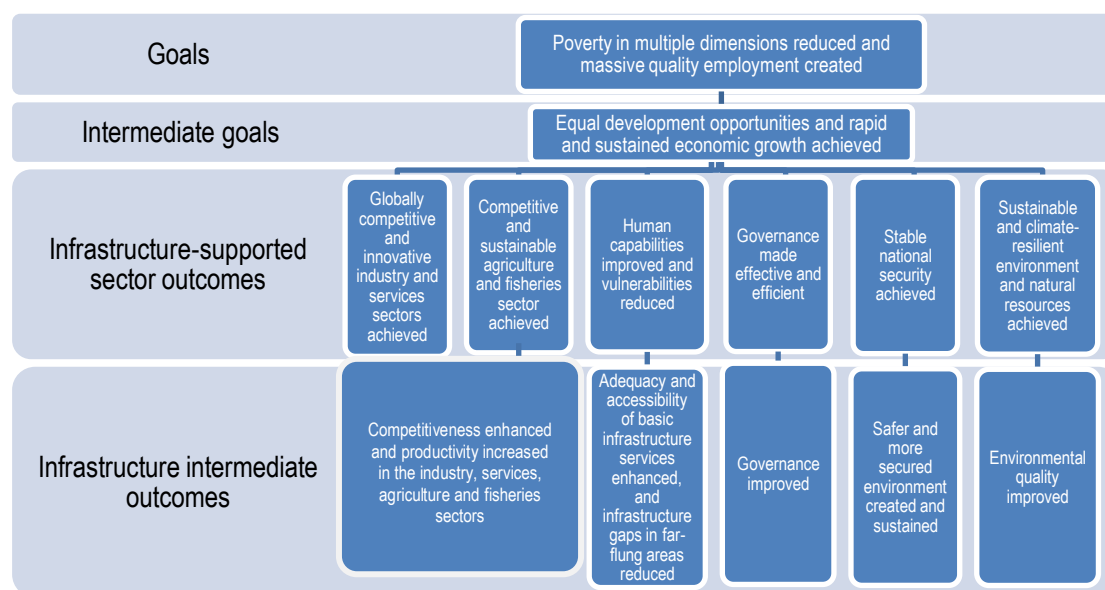 Goals
Poverty in multiple dimensions reduced and
massive quality employment created
Intermediate goals
Equal development opportunities and rapid
and sustained economic growth achieved
Infrastructure-supported
sector outcomes
Globally
competitive
and
innovative
industry and
services
sectors
achieved
Competitive
and
sustainable
agriculture
and fisheries
sector
achieved
Human
capabilities
improved and
vulnerabilities
reduced
Governance
made
effective and
efficient
Stable
national
security
achieved
Sustainable
and climate-
resilient
environment
and natural
resources
achieved
Infrastructure intermediate
outcomes
Competitiveness enhanced
and productivity increased
in the industry, services,
agriculture and fisheries
sectors
Adequacy and
accessibility
of basic
infrastructure
services
enhanced,
and
infrastructure
gaps in far-
flung areas
reduced
Governance
improved
Safer and
more
secured
environment
created and
sustained
Environmental
quality
improved